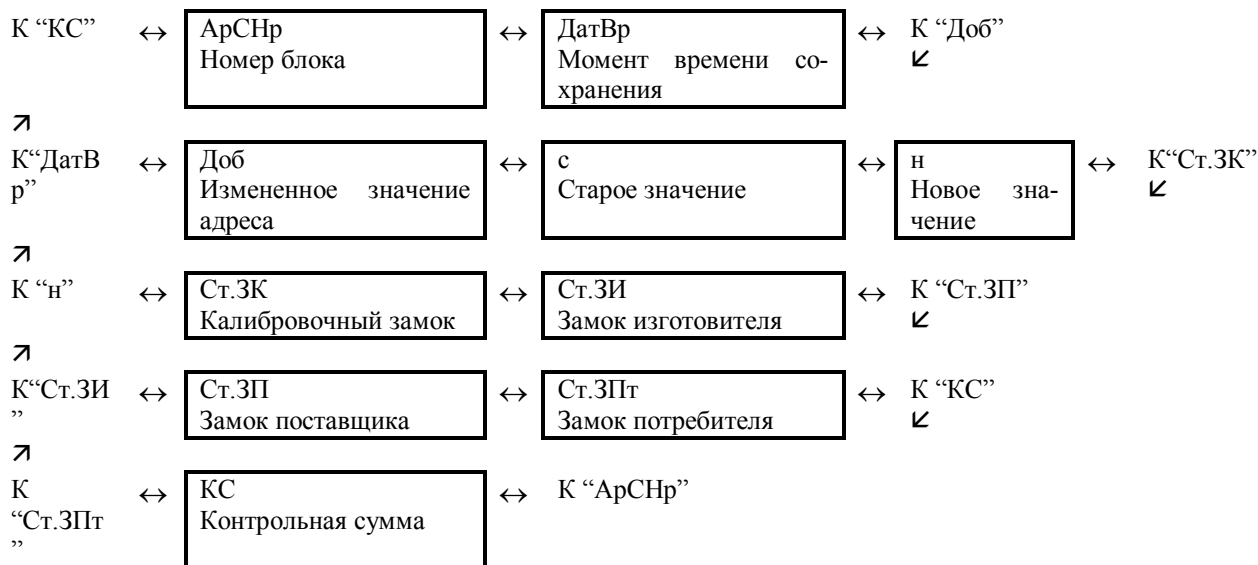 К “КС” ↔ АрСНр ↔ ДатВр ↔ К “Доб”
Номер блока Момент времени со- ↙
хранения
↗
К“ДатВ ↔ Доб ↔ с ↔ н ↔ К“Ст.ЗК”
р” Измененное значение Старое значение Новое зна- ↙
адреса чение
↗
К “н” ↔ Ст.ЗК ↔ Ст.ЗИ ↔ К “Ст.ЗП”
Калибровочный замок Замок изготовителя ↙
↗
К“Ст.ЗИ ↔ Ст.ЗП ↔ Ст.ЗПт ↔ К “КС”
” Замок поставщика Замок потребителя ↙
↗
К ↔ КС ↔ К “АрСНр”
“Ст.ЗПт Контрольная сумма
”